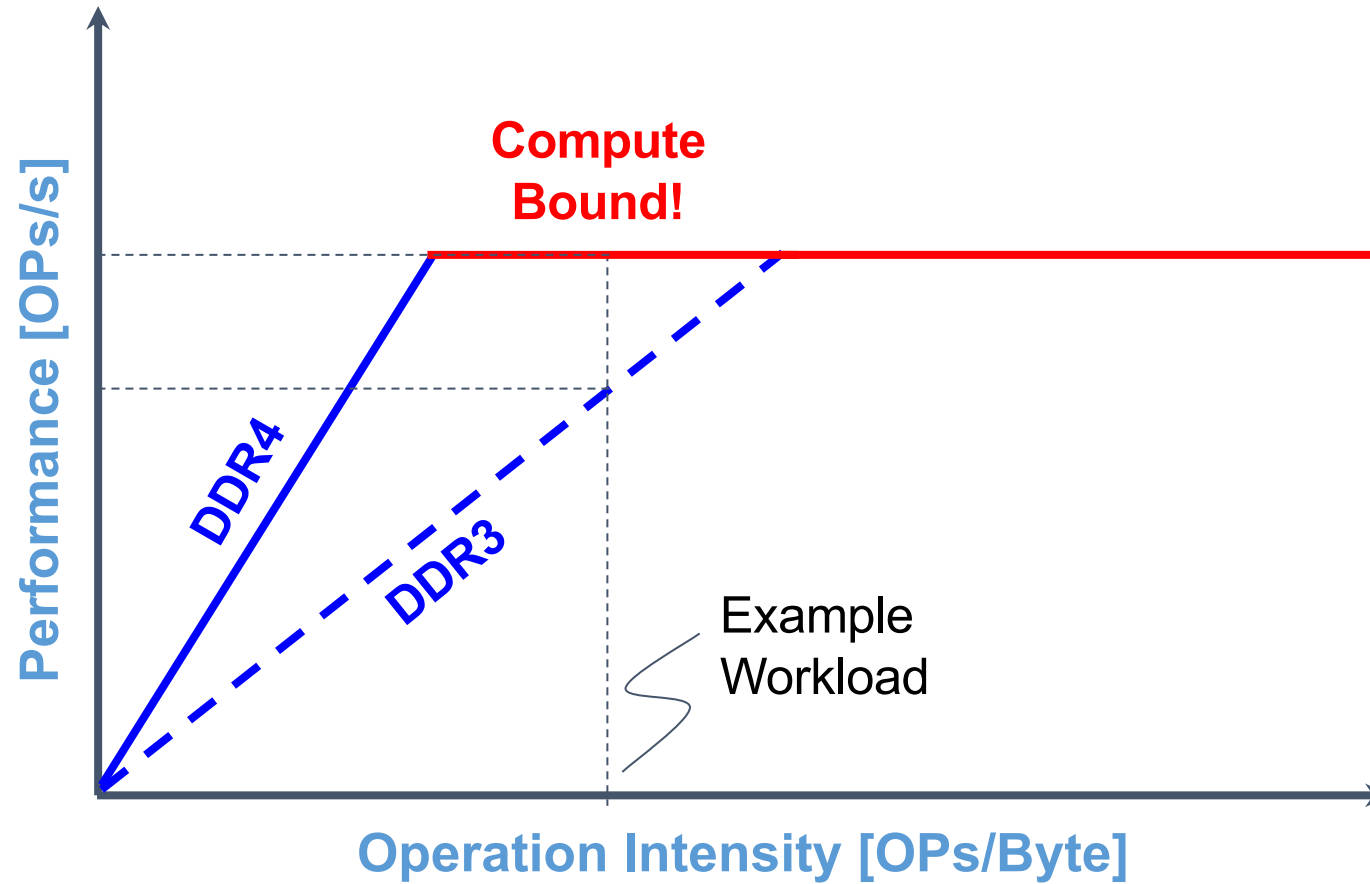 Compute
Bound!
Performance [OPs/s]
DDR4
DDR3
Example
Workload
Operation Intensity [OPs/Byte]